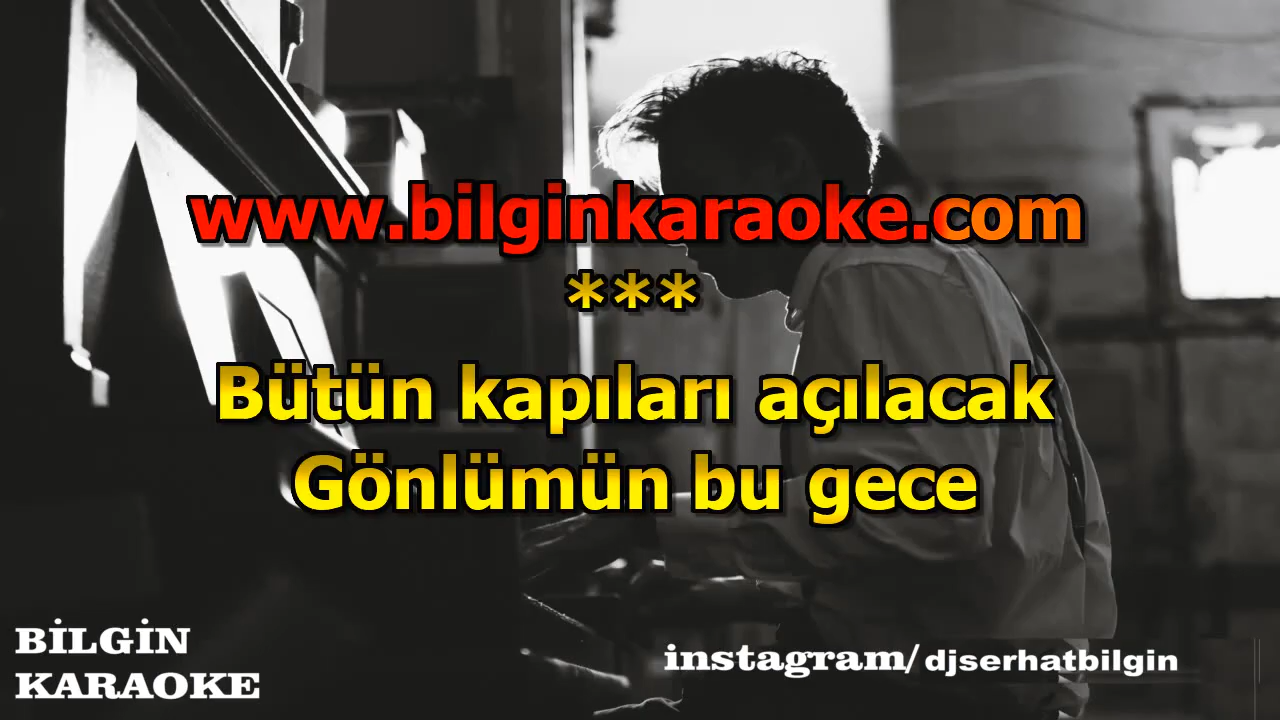 www.bilginkaraoke.com
***
Bütün kapıları açılacak
Gönlümün bu gece
BİLGİN
KARAOKE
instagram/ djserhatbilgin